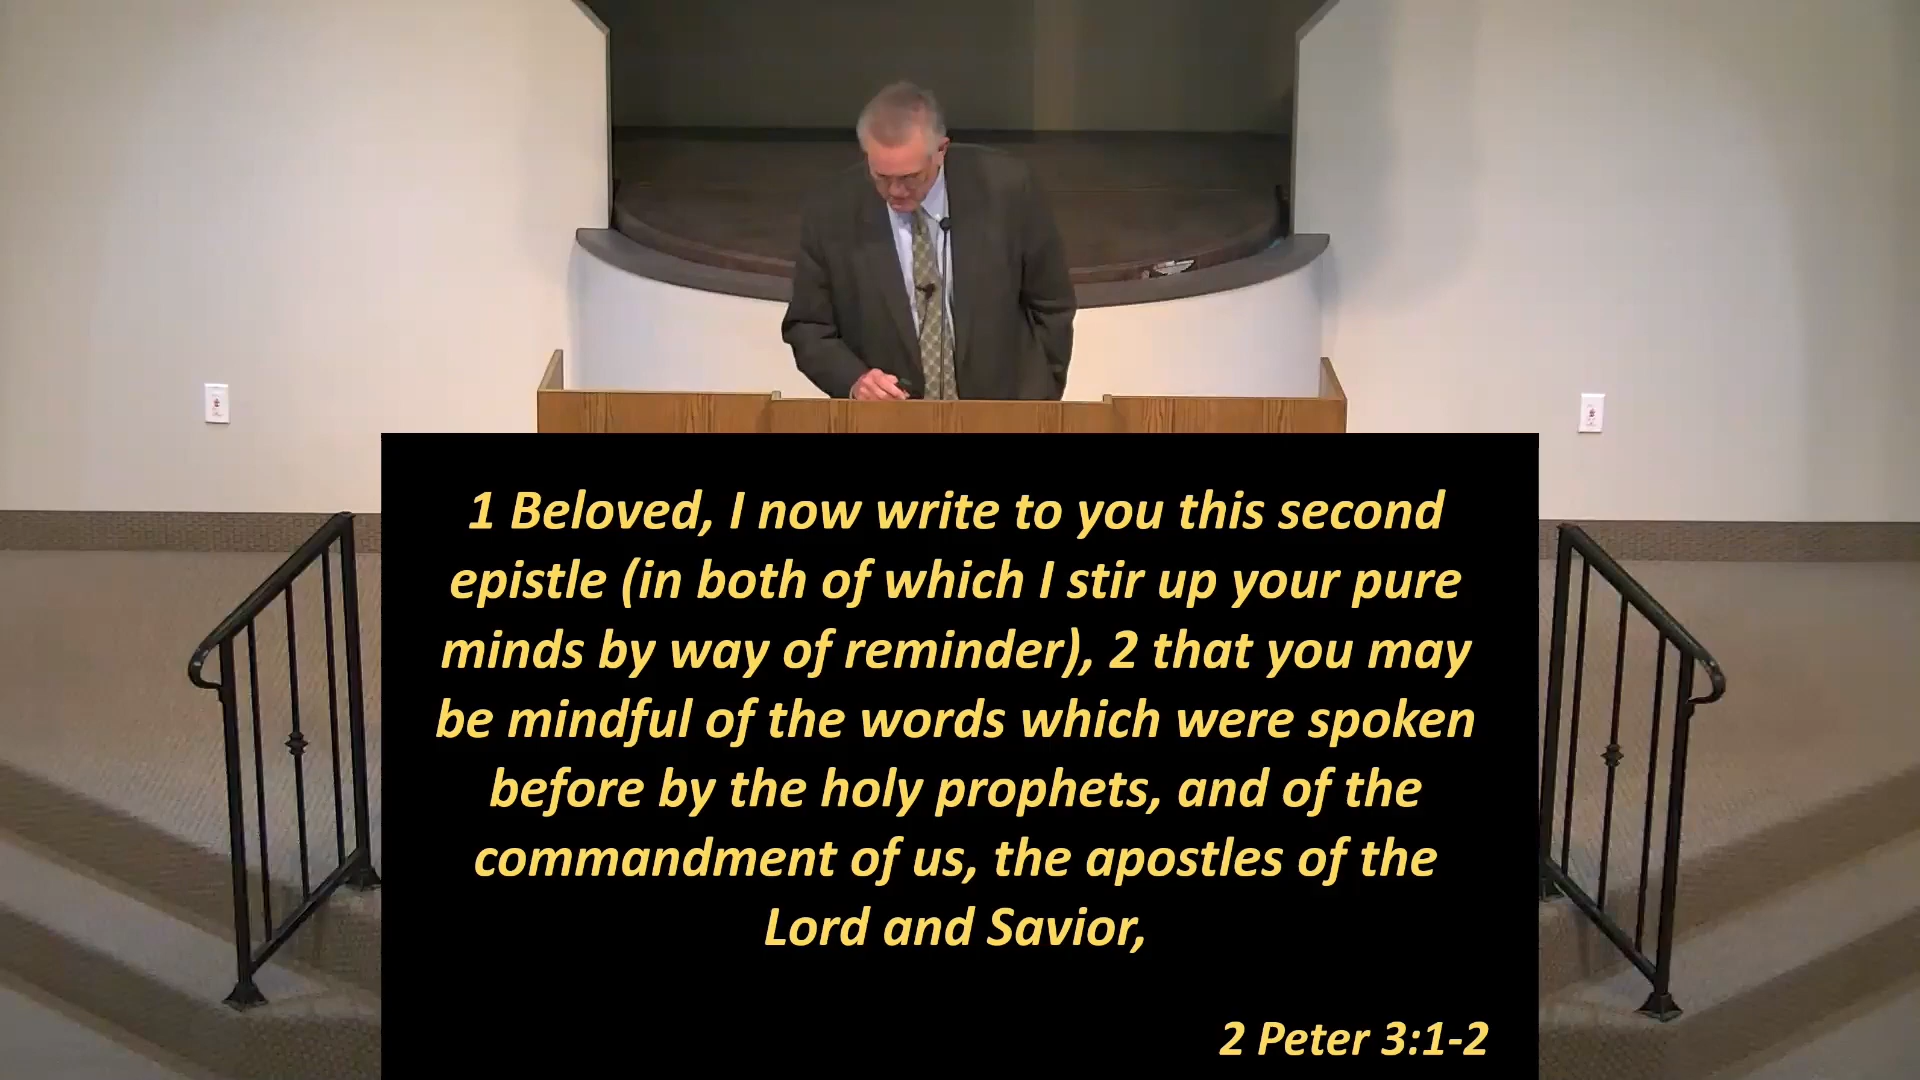 1 Beloved, I now write to you this second
epistle (in both of which I stir up your pure
minds by way of reminder), 2 that you may
be mindful of the words which were spoken
before by the holy prophets, and of the
commandment of us, the apostles of the
Lord and Savior,
2 Peter 3:1-2